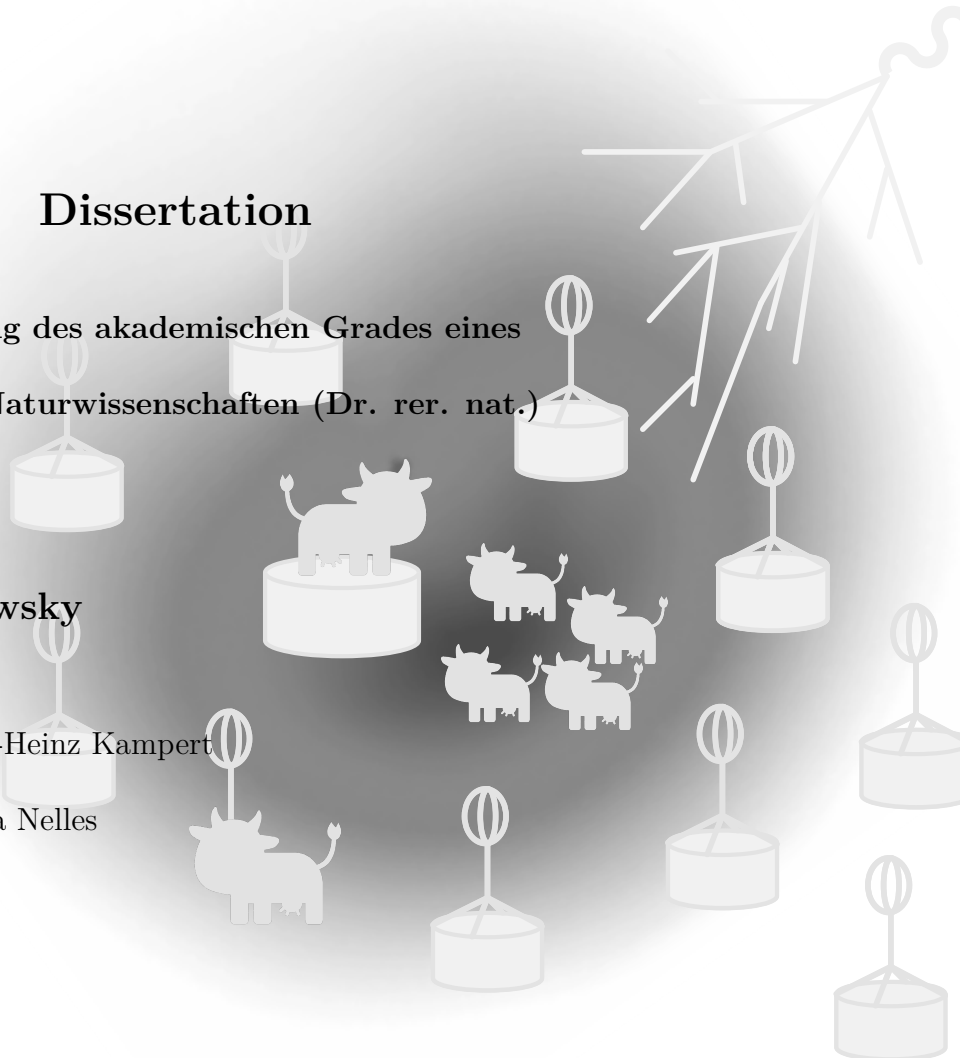 Dissertation
g des akademischen Grades eines
Naturwissenschaften (Dr. rer. nat.)
wsky
-Heinz Kampert
a Nelles